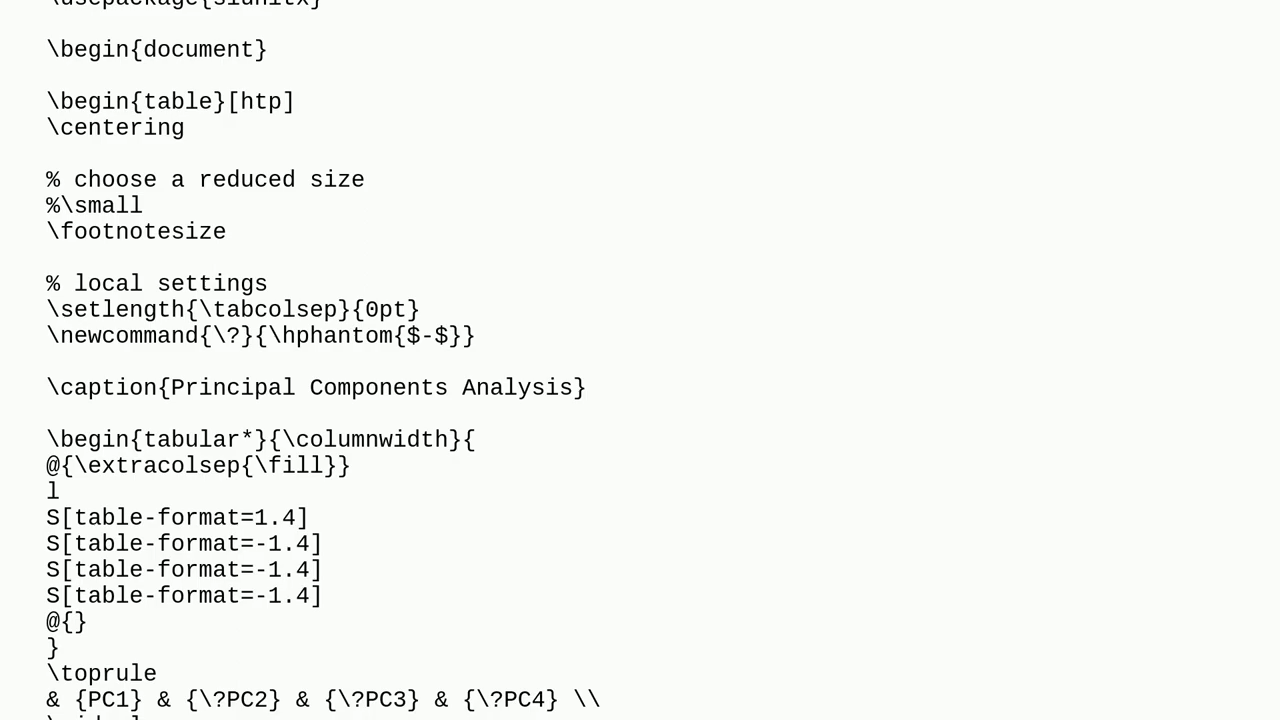 \usepackage{siunitx}
\begin{document}
\begin{table}[htp]
\centering
% choose a reduced size
%\small
\footnotesize
% local settings
\setlength{\tabcolsep}{0pt}
\newcommand{\?}{\hphantom{$-$}}
\caption{Principal Components Analysis}
\begin{tabular*}{\columnwidth}{
@{\extracolsep{\fill}}
l
S[table-format=1.4]
S[table-format=-1.4]
S[table-format=-1.4]
S[table-format=-1.4]
@{}
}
\toprule
& {PC1} & {\?PC2} & {\?PC3} & {\?PC4} \\